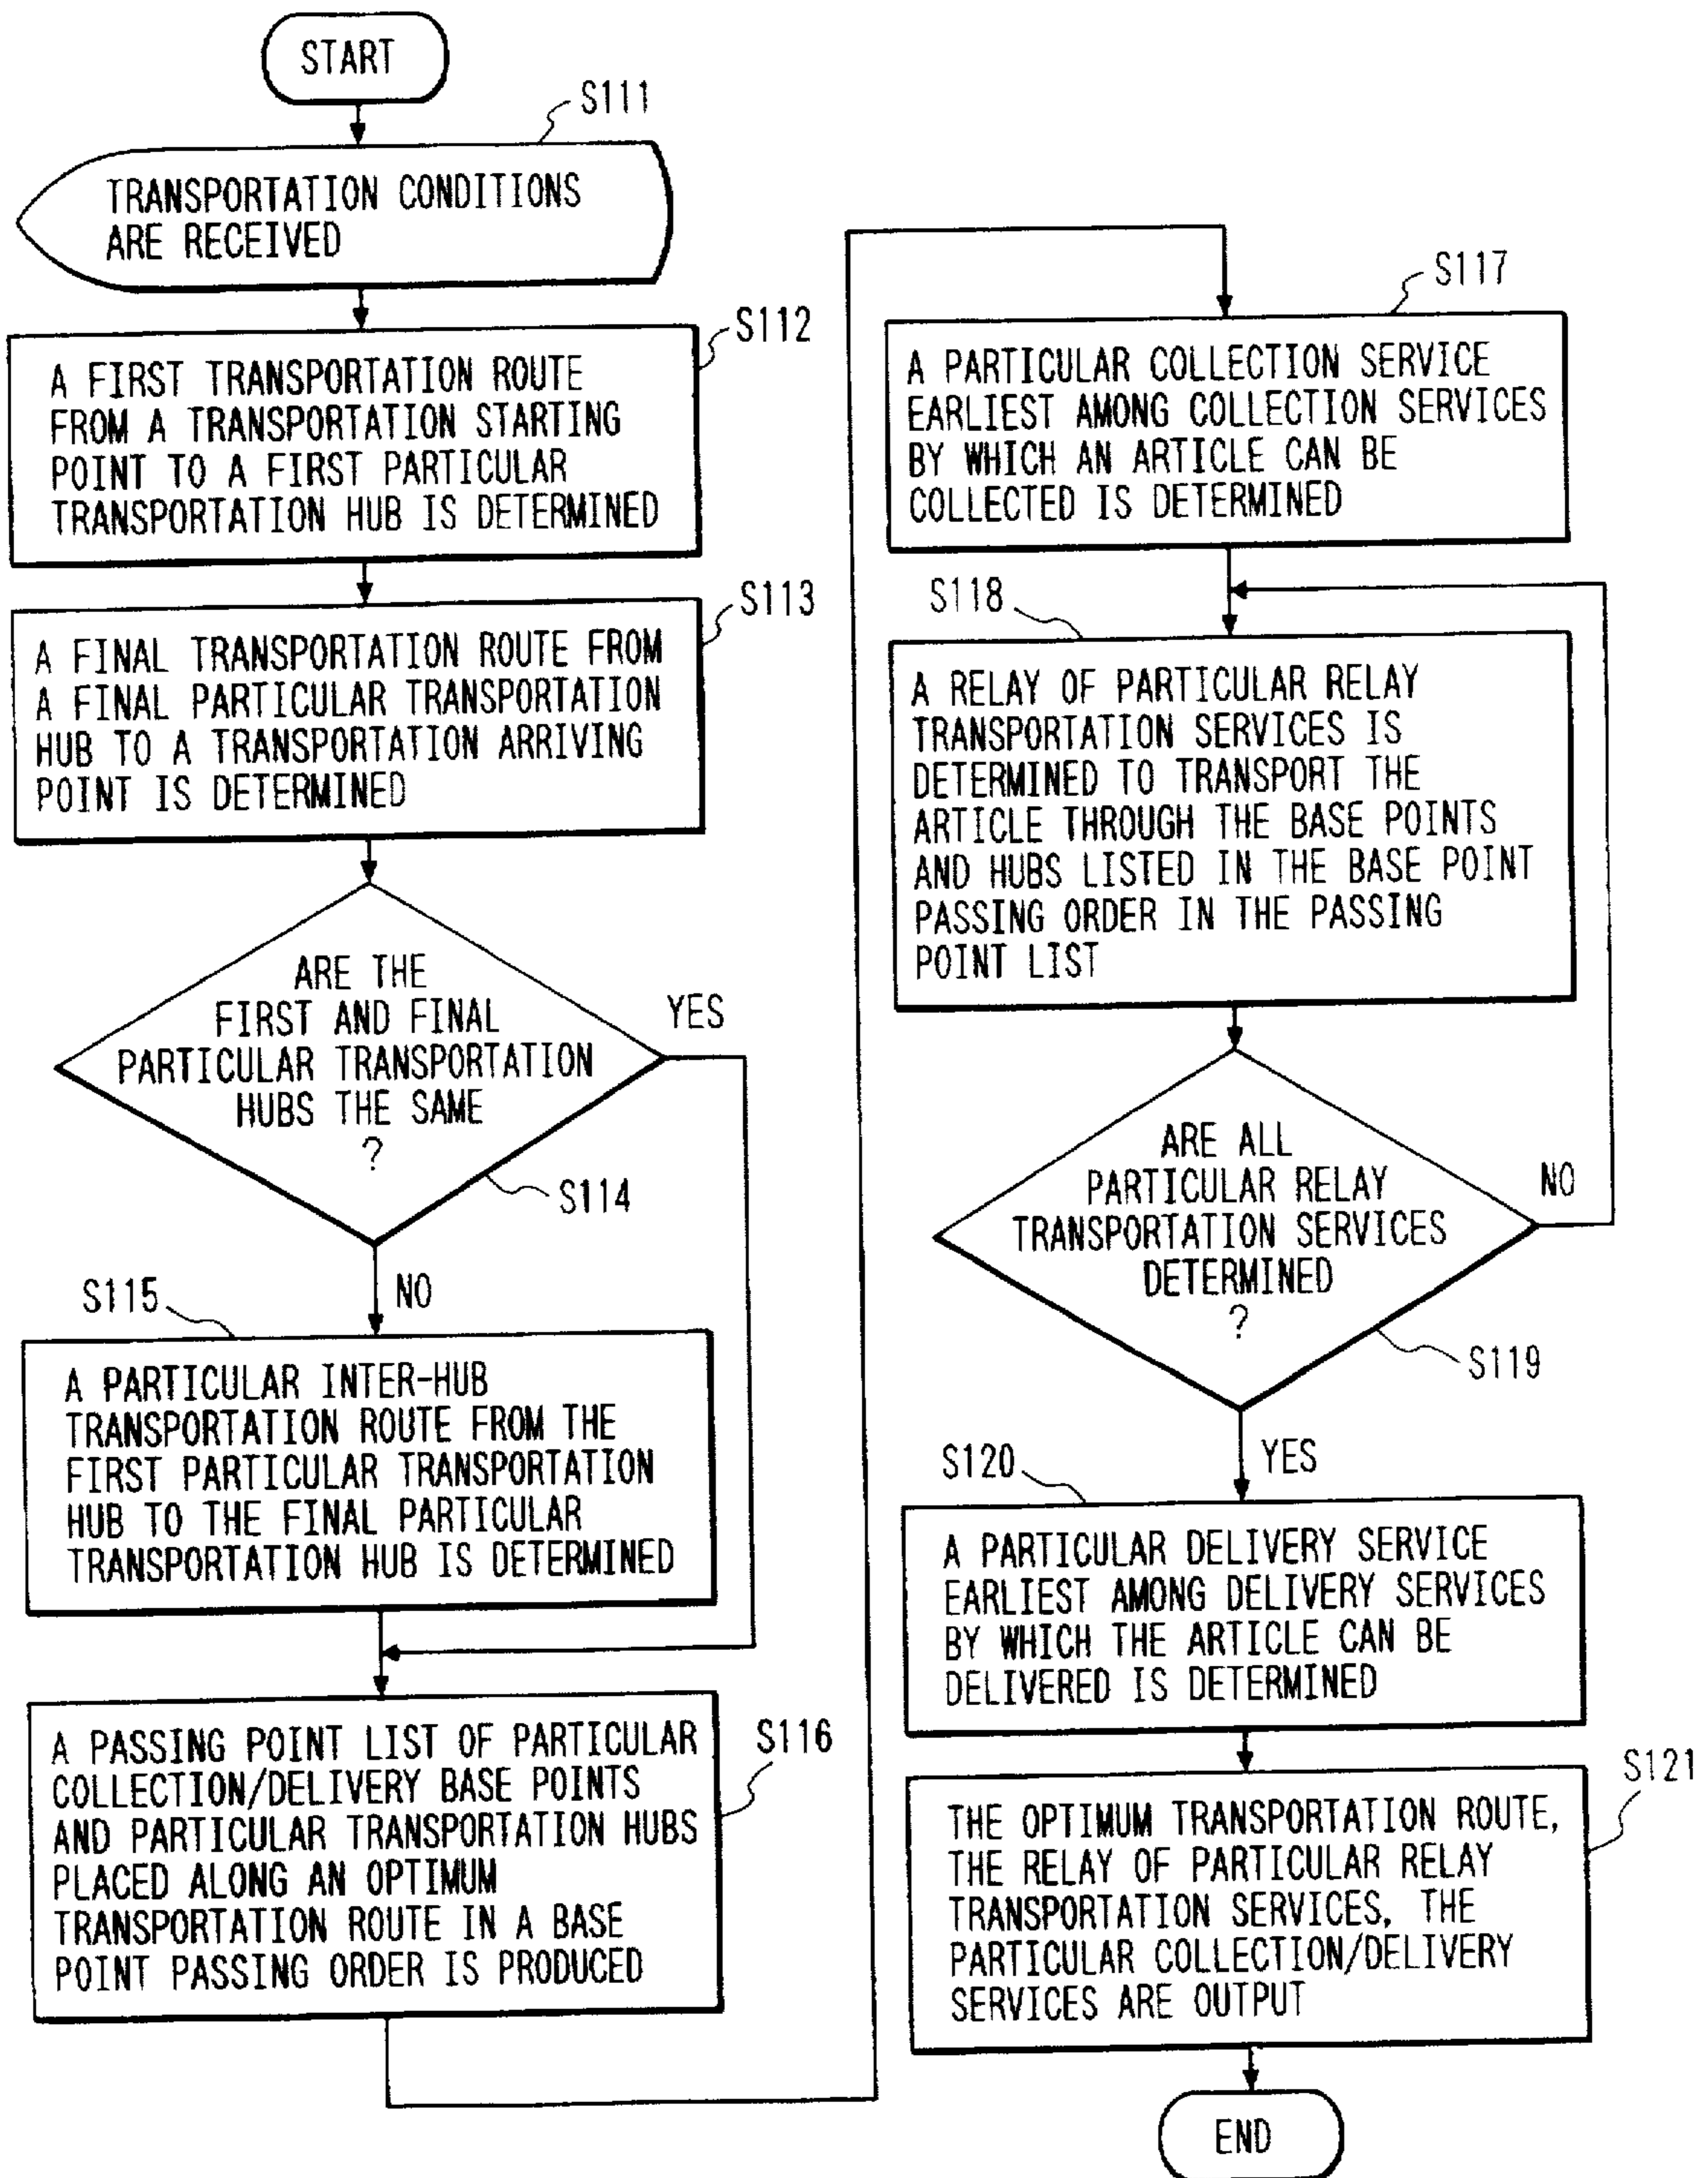 START
S111
TRANSPORTATION CONDITIONS
ARE RECEIVED
S112
A FIRST TRANSPORTATION ROUTE
FROM A TRANSPORTATION STARTING
POINT TO A FIRST PARTICULAR
TRANSPORTATION HUB IS DETERMINED
S113
A FINAL TRANSPORTATION ROUTE FROM
A FINAL PARTICULAR TRANSPORTATION
HUB TO A TRANSPORTATION ARRIVING
POINT IS DETERMINED
ARE THE
FIRST AND FINAL
PARTICULAR TRANSPORTATION
HUBS THE SAME
?
YES
S114
NO
S115
A PARTICULAR INTER-HUB
TRANSPORTATION ROUTE FROM THE
FIRST PARTICULAR TRANSPORTATION
HUB TO THE FINAL PARTICULAR
TRANSPORTATION HUB IS DETERMINED
S116
A PASSING POINT LIST OF PARTICULAR
COLLECTION/DELIVERY BASE POINTS
AND PARTICULAR TRANSPORTATION HUBS
PLACED ALONG AN OPTIMUM
TRANSPORTATION ROUTE IN A BASE
POINT PASSING ORDER IS PRODUCED
S117
A PARTICULAR COLLECTION SERVICE
EARLIEST AMONG COLLECTION SERVICES
BY WHICH AN ARTICLE CAN BE
COLLECTED IS DETERMINED
S118
A RELAY OF PARTICULAR RELAY
TRANSPORTATION SERVICES IS
DETERMINED TO TRANSPORT THE
ARTICLE THROUGH THE BASE POINTS
AND HUBS LISTED IN THE BASE POINT
PASSING ORDER IN THE PASSING
POINT LIST
ARE ALL
PARTICULAR RELAY
TRANSPORTATION SERVICES
DETERMINED
?
NO
S119
YES
S120
A PARTICULAR DELIVERY SERVICE
EARLIEST AMONG DELIVERY SERVICES
BY WHICH THE ARTICLE CAN BE
DELIVERED IS DETERMINED
S121
THE OPTIMUM TRANSPORTATION ROUTE,
THE RELAY OF PARTICULAR RELAY
TRANSPORTATION SERVICES, THE
PARTICULAR COLLECTION/DELIVERY
SERVICES ARE OUTPUT
END